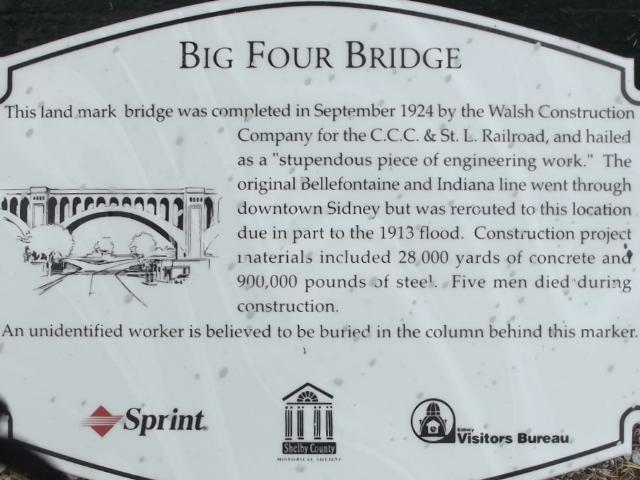 BIG FOUR BRIDGE
This land mark bridge was completed in September 1924 by the Walsh Construction
Company for the C.C.C. & St. L. Railroad, and hailed
as a "stupendous piece of engineering work." The
original Bellefontaine and Indiana line went through
downtown Sidney but was rerouted to this location
due in part to the 1913 flood. Construction project
materials included 28,000 yards of concrete and
900,000 pounds of steel. Five men died during
construction.
An unidentified worker is believed to be buried in the column behind this marker.
Sprint
Shelby County
HISTORICAL SOCIETY
Sidney
Visitors Bureau